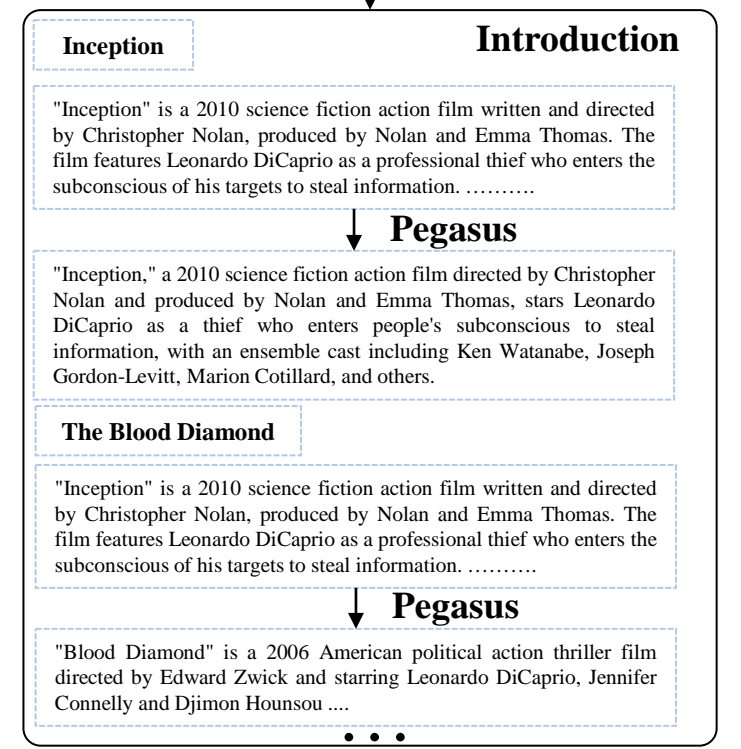 Inception
Introduction
"Inception" is a 2010 science fiction action film written and directed
by Christopher Nolan, produced by Nolan and Emma Thomas. The
film features Leonardo DiCaprio as a professional thief who enters the
subconscious of his targets to steal information. ……….
Pegasus
"Inception," a 2010 science fiction action film directed by Christopher
Nolan and produced by Nolan and Emma Thomas, stars Leonardo
DiCaprio as a thief who enters people's subconscious to steal
information, with an ensemble cast including Ken Watanabe, Joseph
Gordon-Levitt, Marion Cotillard, and others.
The Blood Diamond
"Inception" is a 2010 science fiction action film written and directed
by Christopher Nolan, produced by Nolan and Emma Thomas. The
film features Leonardo DiCaprio as a professional thief who enters the
subconscious of his targets to steal information. ……….
Pegasus
"Blood Diamond" is a 2006 American political action thriller film
directed by Edward Zwick and starring Leonardo DiCaprio, Jennifer
Connelly and Djimon Hounsou ....
• • •